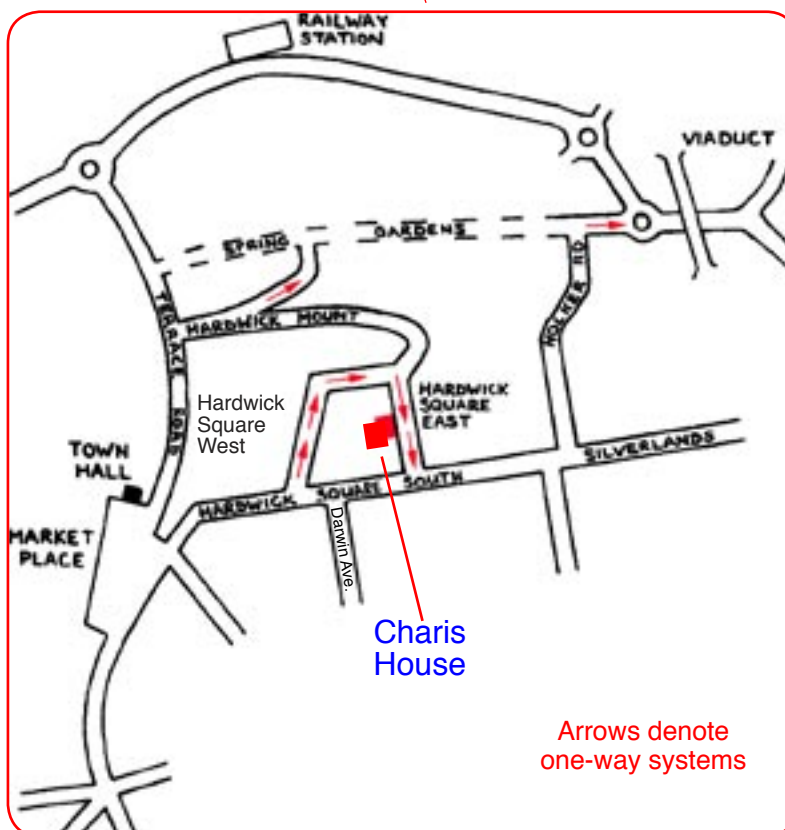 RAILWAY
STATION
VIADUCT
SPRING GARDENS
HOLKER RD
TERRACE ROAD
HARDWICK MOUNT
Hardwick
Square
West
HARDWICK
SQUARE
EAST
TOWN
HALL
SILVERLANDS
HARDWICK SQUARE SOUTH
MARKET
PLACE
Darwin Ave.
Charis
House
Arrows denote
one-way systems